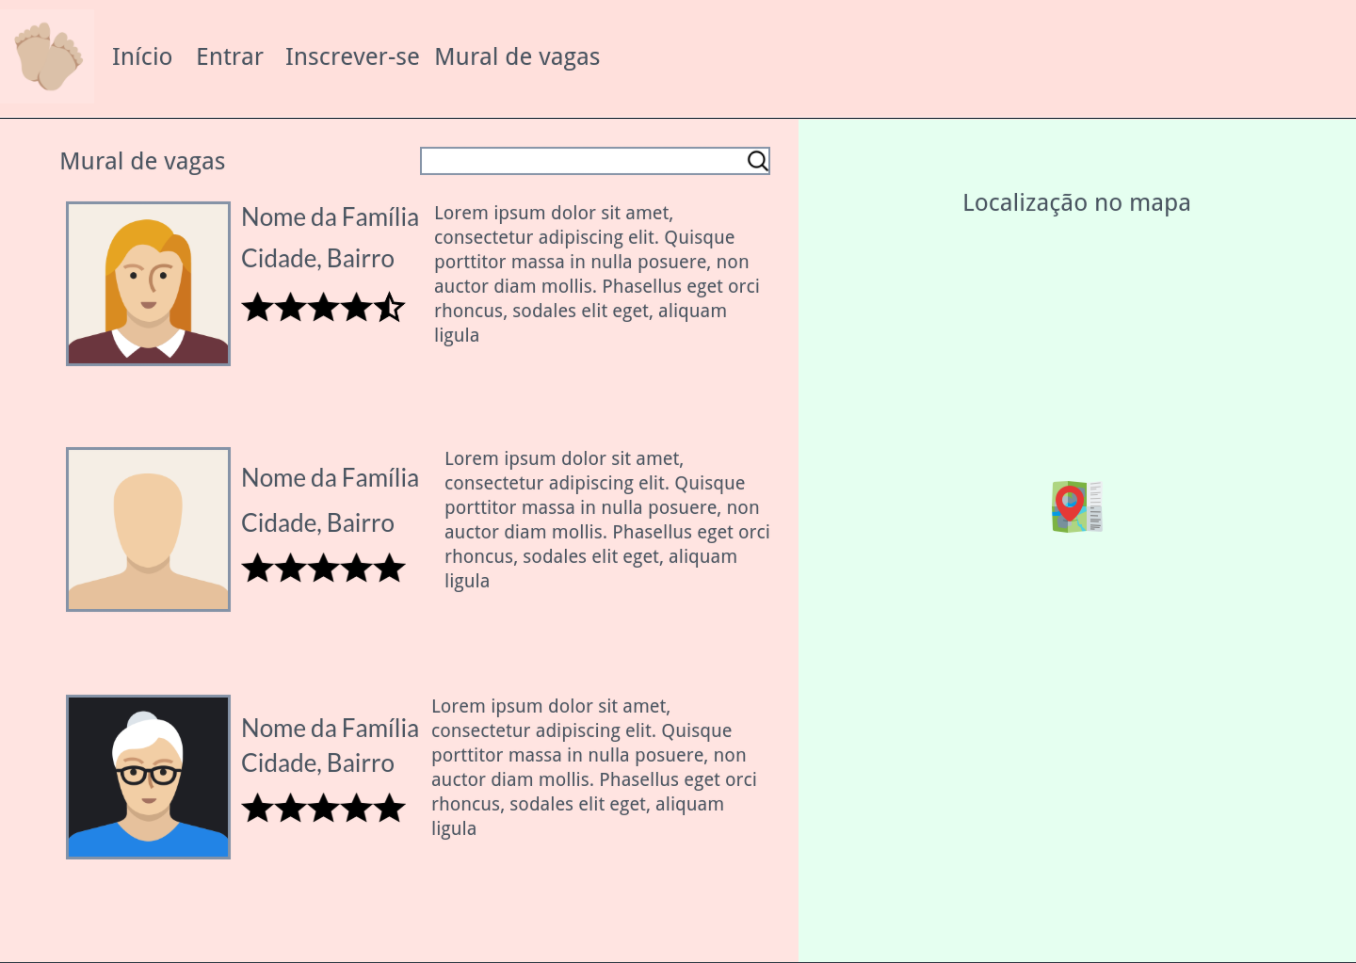 Início Entrar Inscrever-se Mural de vagas
Mural de vagas
Nome da Família
Cidade, Bairro
Lorem ipsum dolor sit amet,
consectetur adipiscing elit. Quisque
porttitor massa in nulla posuere, non
auctor diam mollis. Phasellus eget orci
rhoncus, sodales elit eget, aliquam
ligula
Nome da Família
Cidade, Bairro
Lorem ipsum dolor sit amet,
consectetur adipiscing elit. Quisque
porttitor massa in nulla posuere, non
auctor diam mollis. Phasellus eget orci
rhoncus, sodales elit eget, aliquam
ligula
Nome da Família
Cidade, Bairro
Lorem ipsum dolor sit amet,
consectetur adipiscing elit. Quisque
porttitor massa in nulla posuere, non
auctor diam mollis. Phasellus eget orci
rhoncus, sodales elit eget, aliquam
ligula
Localização no mapa